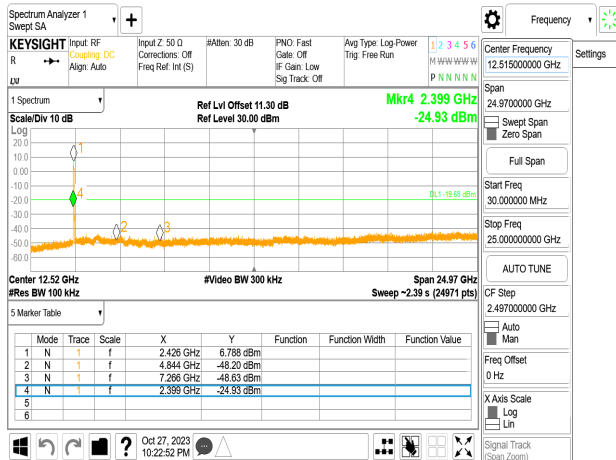 Spectrum Analyzer 1
Swept SA
Frequency
KEYSIGHT
R
Input: RF
Coupling: DC
Align: Auto
Input Z: 50 Ω
Corrections: Off
Freq Ref: Int (S)
#Atten: 30 dB
PNO: Fast
Gate: Off
IF Gain: Low
Sig Track: Off
Avg Type: Log-Power
Trig: Free Run
1 2 3 4 5 6
M W W W W W
P N N N N N
Center Frequency
12.515000000 GHz
Settings
Span
24.9700000 GHz
Swept Span
Zero Span
Full Span
Start Freq
30.000000 MHz
Stop Freq
25.000000000 GHz
AUTO TUNE
CF Step
2.497000000 GHz
Auto
Man
Freq Offset
0 Hz
X Axis Scale
Log
Lin
Signal Track
(Span Zoom)
1 Spectrum
Scale/Div 10 dB
Ref Lvl Offset 11.30 dB
Ref Level 30.00 dBm
Mkr4 2.399 GHz
-24.93 dBm
Log
20.0
10.0
0.00
-10.0
-20.0
-30.0
-40.0
-50.0
-60.0
1
4
2
3
Center 12.52 GHz
#Res BW 100 kHz
#Video BW 300 kHz
Span 24.97 GHz
Sweep ~2.39 s (24971 pts)
5 Marker Table
Mode Trace Scale X Y Function Function Width Function Value
1 N 1 f 2.426 GHz 6.788 dBm
2 N 1 f 4.844 GHz -48.20 dBm
3 N 1 f 7.266 GHz -48.63 dBm
4 N 1 f 2.399 GHz -24.93 dBm
5
6
?
Oct 27, 2023
10:22:52 PM